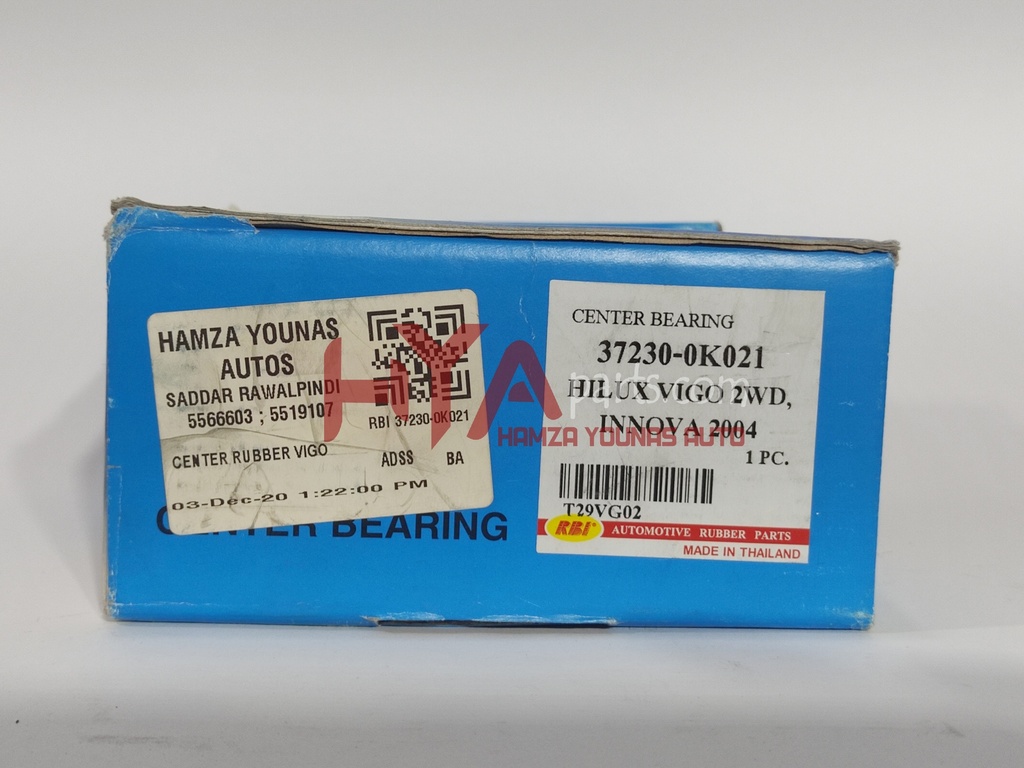 HAMZA YOUNAS
AUTOS
SADDAR RAWALPINDI
5566603 ; 5519107
RBI 37230-0K021
CENTER RUBBER VIGO
ADSS BA
03-Dec-20 1:22:00 PM
CENTER BEARING
CENTER BEARING
37230-0K021
HILUX VIGO 2WD,
INNOVA 2004
1 PC.
T29VG02
RBI
AUTOMOTIVE RUBBER PARTS
MADE IN THAILAND
HYA
parts.com
HAMZA YOUNAS AUTO